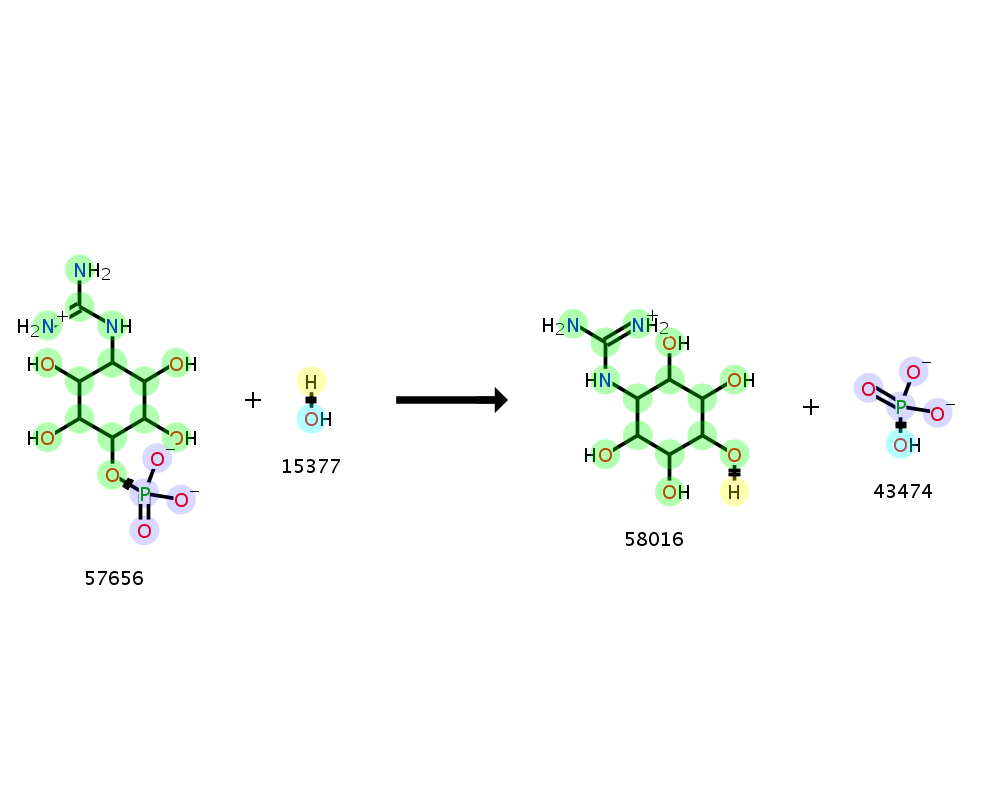 NH2
H2N+ NH
HO OH
HO OH
O O−
P O−
O
57656
+
H
OH
15377
H2N NH2+
OH
HN OH
HO O
OH H
58016
+
O O−
P O−
OH
43474